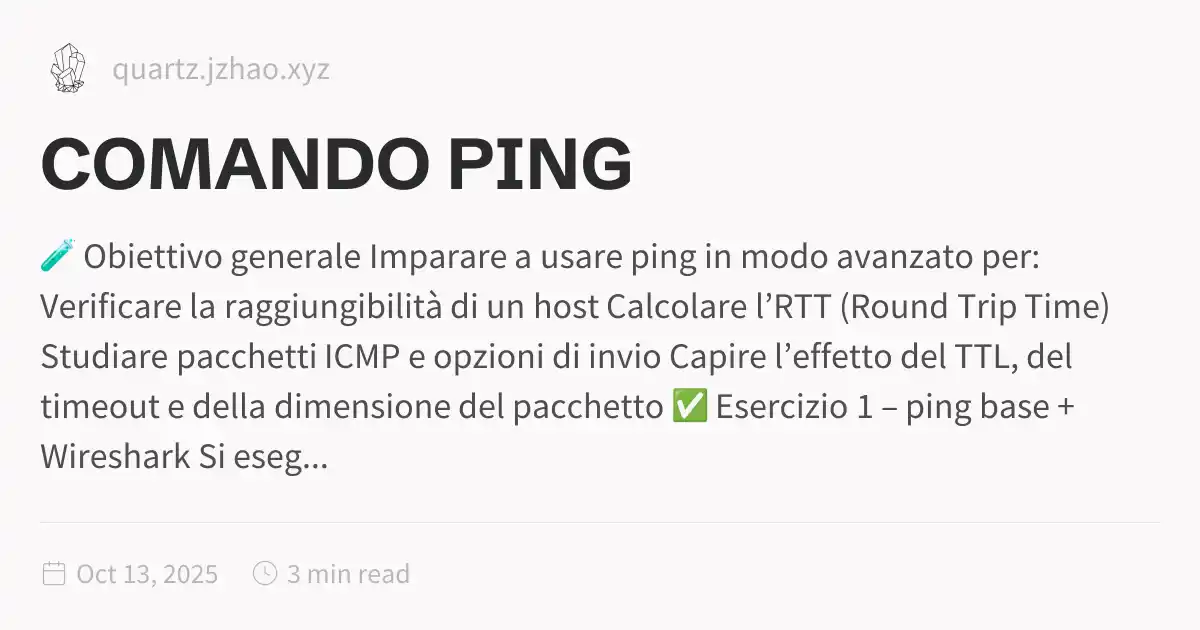 quartz.jzhao.xyz
COMANDO PING
🧪 Obiettivo generale Imparare a usare ping in modo avanzato per:
Verificare la raggiungibilità di un host Calcolare l’RTT (Round Trip Time)
Studiare pacchetti ICMP e opzioni di invio Capire l’effetto del TTL, del
timeout e della dimensione del pacchetto ✅ Esercizio 1 – ping base +
Wireshark Si eseg...
Oct 13, 2025 3 min read